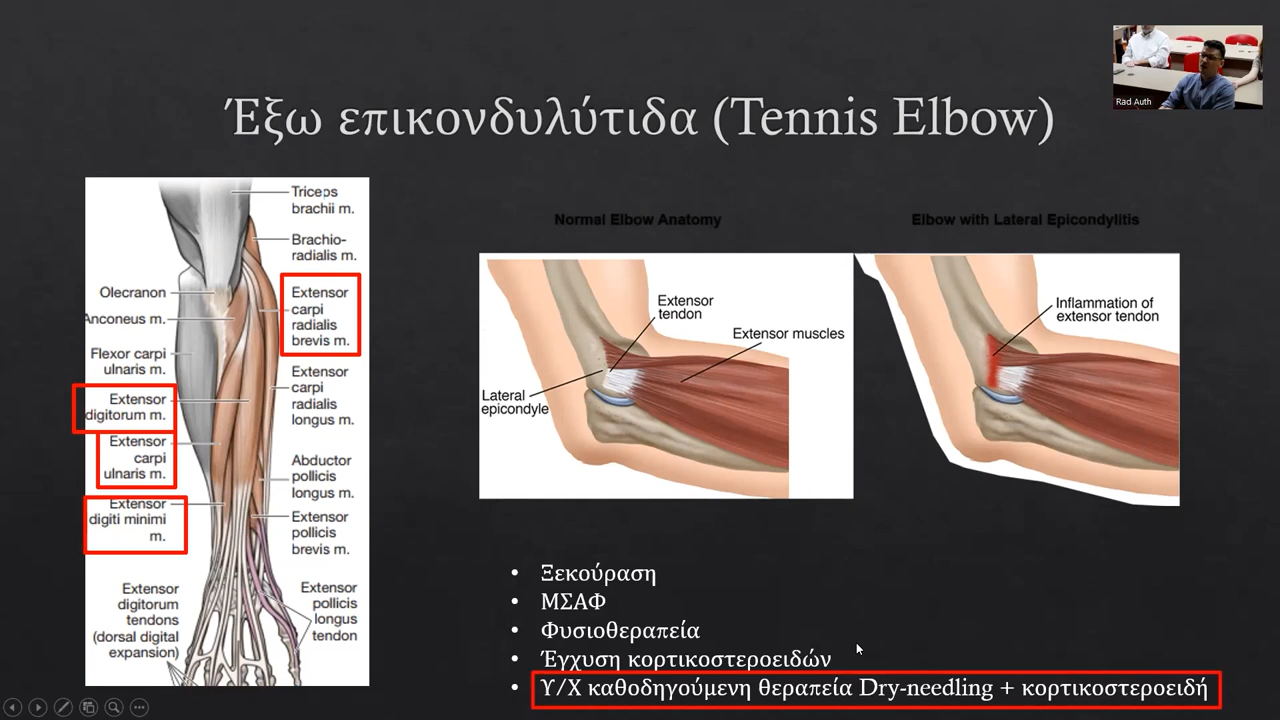 Rad Auth
Έξω επικονδυλύτιδα (Tennis Elbow)
Triceps
brachii m.
Brachio-
radialis m.
Extensor
carpi
radialis
brevis m.
Extensor
carpi
radialis
longus m.
Abductor
pollicis
longus m.
Extensor
pollicis
brevis m.
Extensor
pollicis
longus
tendon
Olecranon
Anconeus m.
Flexor carpi
ulnaris m.
Extensor
digitorum m.
Extensor
carpi
ulnaris m.
Extensor
digiti minimi
m.
Extensor
digitorum
tendons
(dorsal digital
expansion)
Normal Elbow Anatomy
Extensor
tendon
Extensor muscles
Lateral
epicondyle
Elbow with Lateral Epicondylitis
Inflammation of
extensor tendon
• Ξεκούραση
• ΜΣΑΦ
• Φυσιοθεραπεία
• Έγχυση κορτικοστεροειδών
• Υ/Χ καθοδηγούμενη θεραπεία Dry-needling + κορτικοστεροειδή